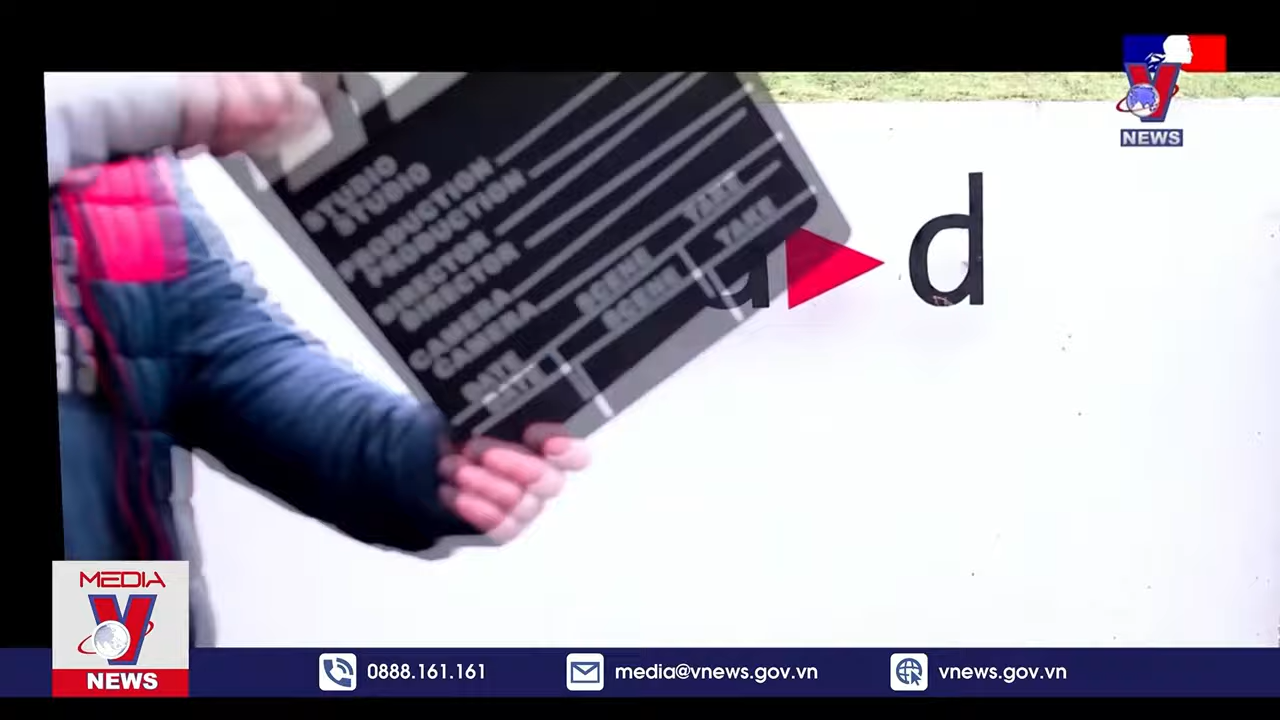 NEWS
STUDIO
STUDIO
PRODUCTION
PRODUCTION
DIRECTOR
DIRECTOR
CAMERA
CAMERA
DATE
DATE
SCENE
SCENE
TAKE
TAKE
d
MEDIA
V
NEWS
0888.161.161
media@vnews.gov.vn
vnews.gov.vn